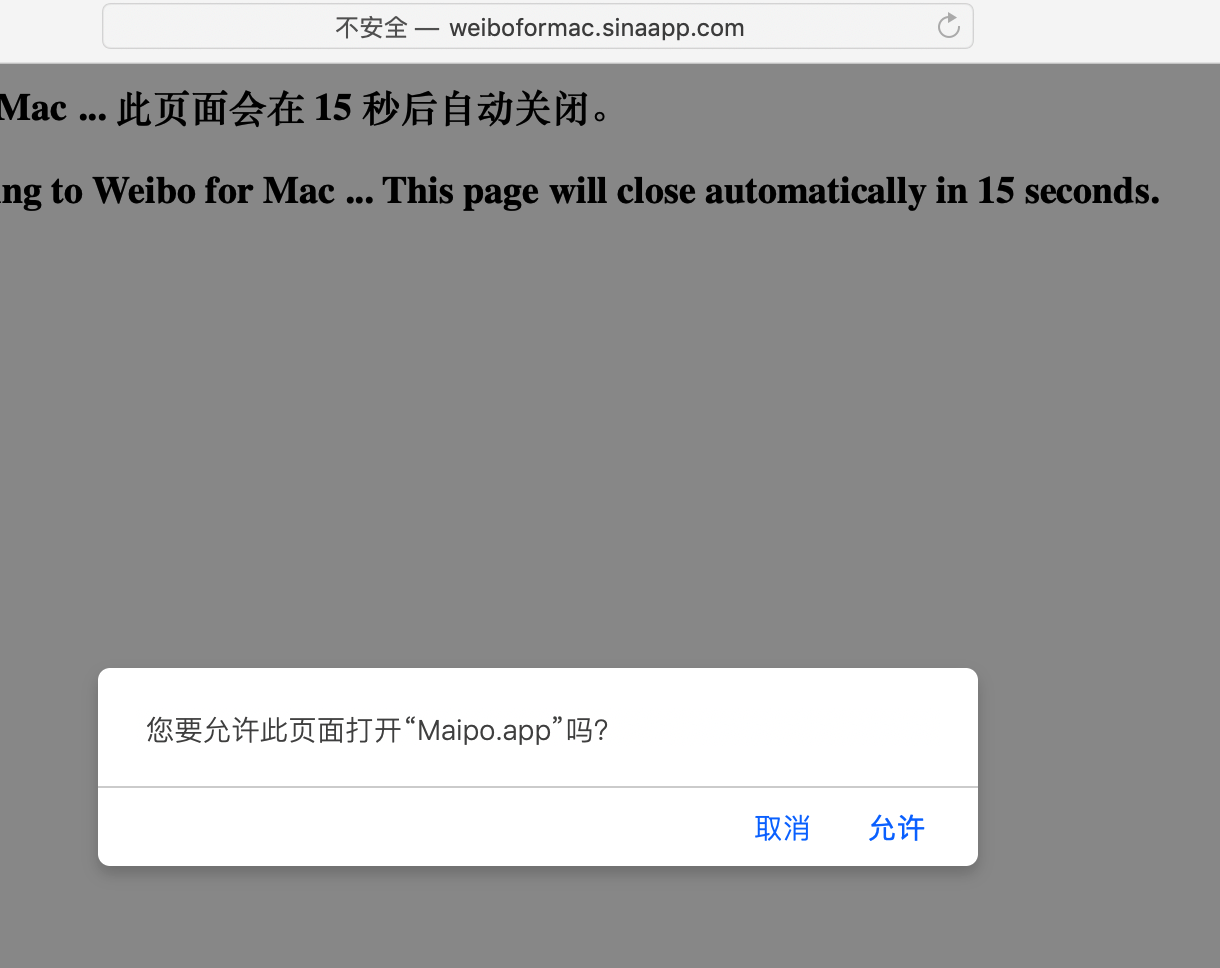 不安全 — weiboformac.sinaapp.com
Mac ... 此页面会在 15 秒后自动关闭。
ng to Weibo for Mac ... This page will close automatically in 15 seconds.
您要允许此页面打开“Maipo.app”吗?
取消 允许